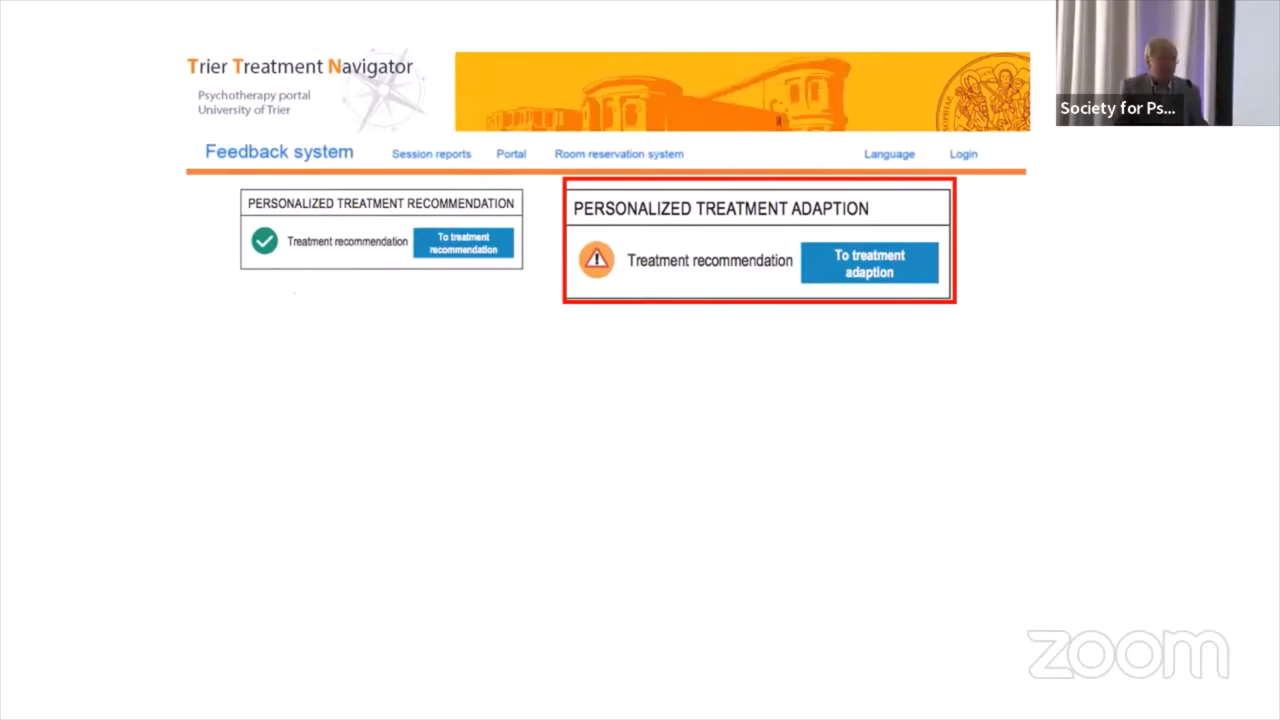 Trier Treatment Navigator
Psychotherapy portal
University of Trier
Society for Ps...
Feedback system
Session reports
Portal
Room reservation system
Language
Login
PERSONALIZED TREATMENT RECOMMENDATION
Treatment recommendation
To treatment
recommendation
PERSONALIZED TREATMENT ADAPTION
Treatment recommendation
To treatment
adaption
zoom